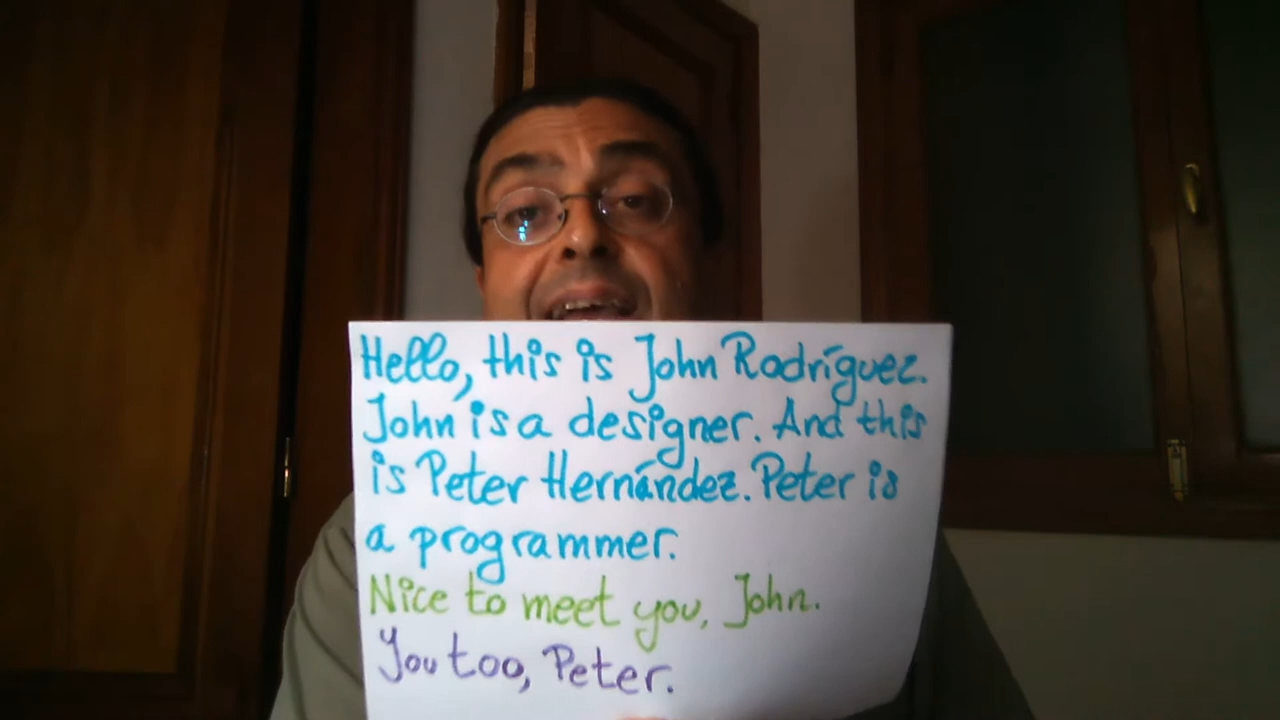 Hello, this is John Rodríguez.
John is a designer. And this
is Peter Hernández. Peter is
a programmer.
Nice to meet you, John.
You too, Peter.